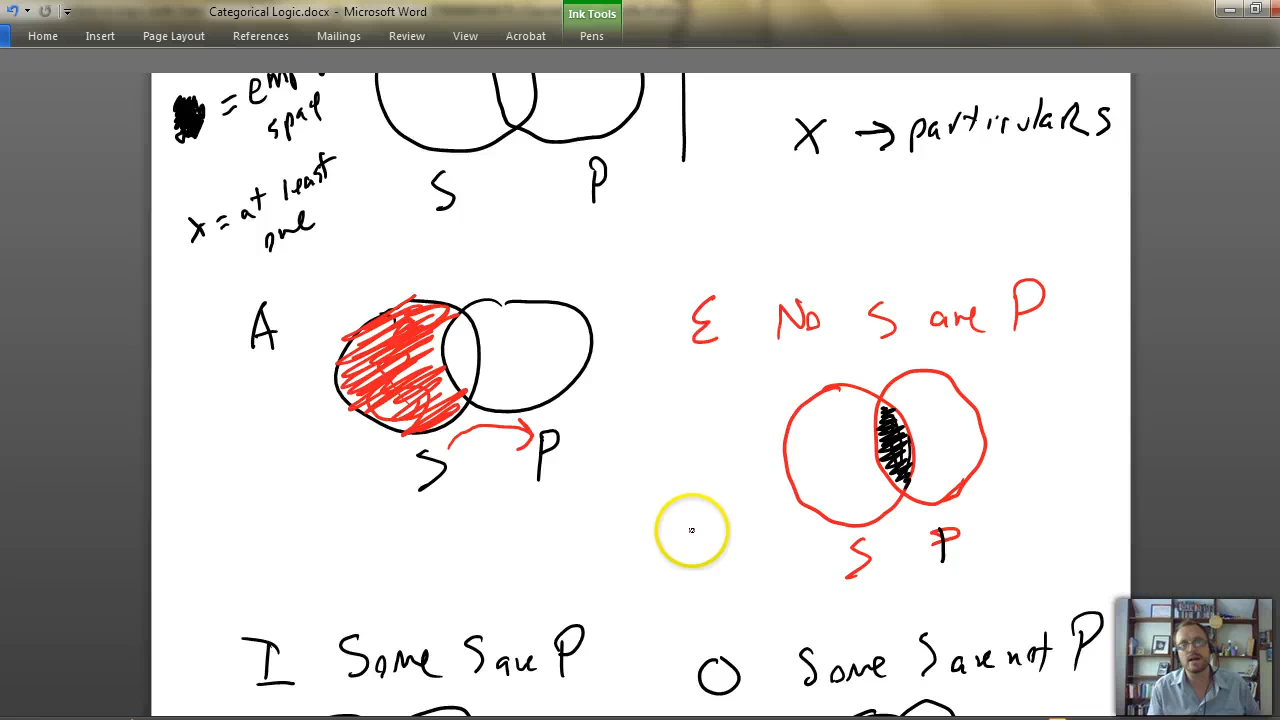 Categorical Logic.docx - Microsoft Word
Ink Tools
Home Insert Page Layout References Mailings Review View Acrobat Pens
= emp
space
X → particulars
S P
x = at least
one
A
E No S are P
S P
S P
I Some S are P
O Some S are not P